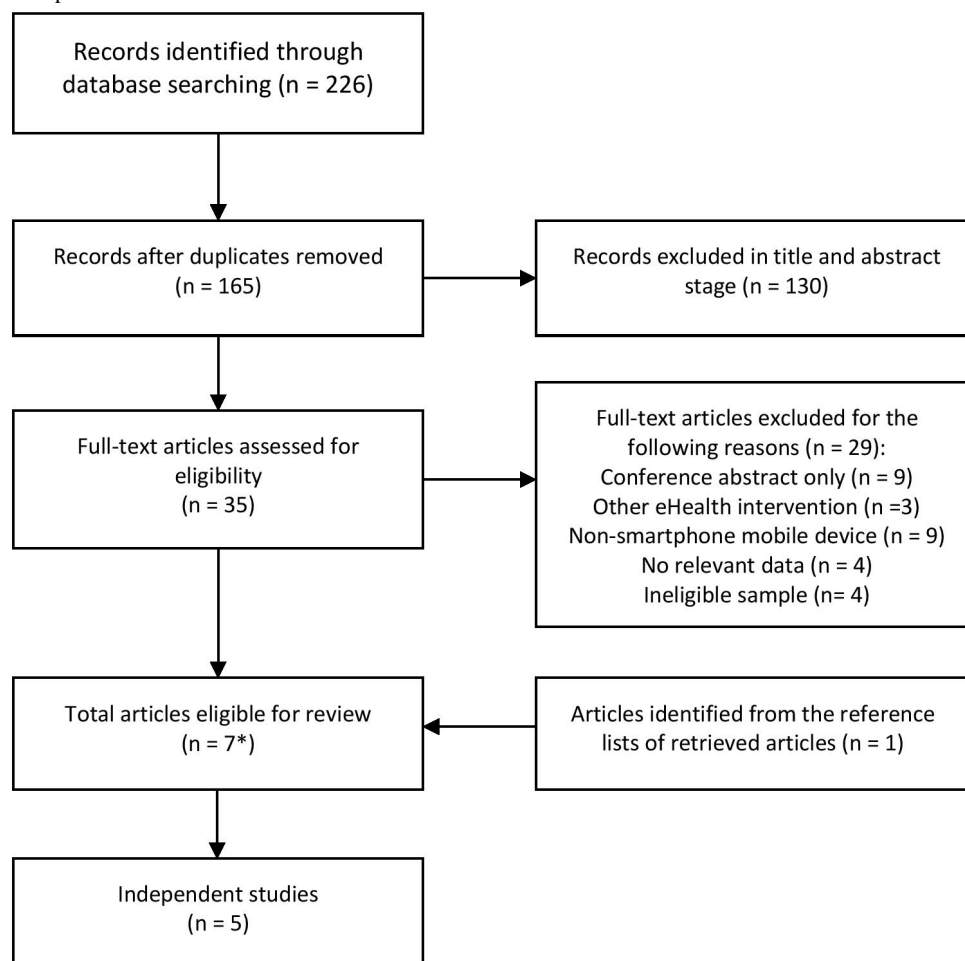 Records identified through
database searching (n = 226)
Records after duplicates removed
(n = 165)
Records excluded in title and abstract
stage (n = 130)
Full-text articles assessed for
eligibility
(n = 35)
Full-text articles excluded for the
following reasons (n = 29):
Conference abstract only (n = 9)
Other eHealth intervention (n =3)
Non-smartphone mobile device (n = 9)
No relevant data (n = 4)
Ineligible sample (n= 4)
Total articles eligible for review
(n = 7*)
Articles identified from the reference
lists of retrieved articles (n = 1)
Independent studies
(n = 5)